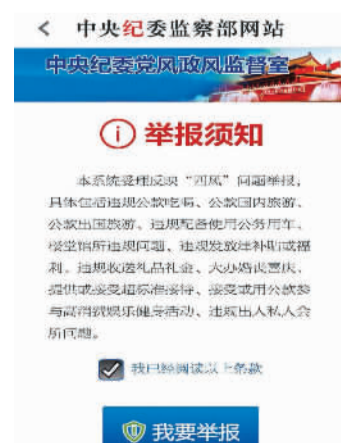 中央纪委监察部网站
中央纪委党风政风监督室
举报须知
本系统受理反映“四风”问题举报,
具体包括违规公款吃喝、公款国内旅游、
公款出国旅游、违规配备使用公务用车、
楼堂馆所违规问题、违规发放津补贴或福
利、违规收送礼品礼金、大办婚丧喜庆、
提供或接受超标准接待、接受或用公款参
与高消费娱乐健身活动、违规出入私人会
所问题。
我已经阅读以上条款
我要举报